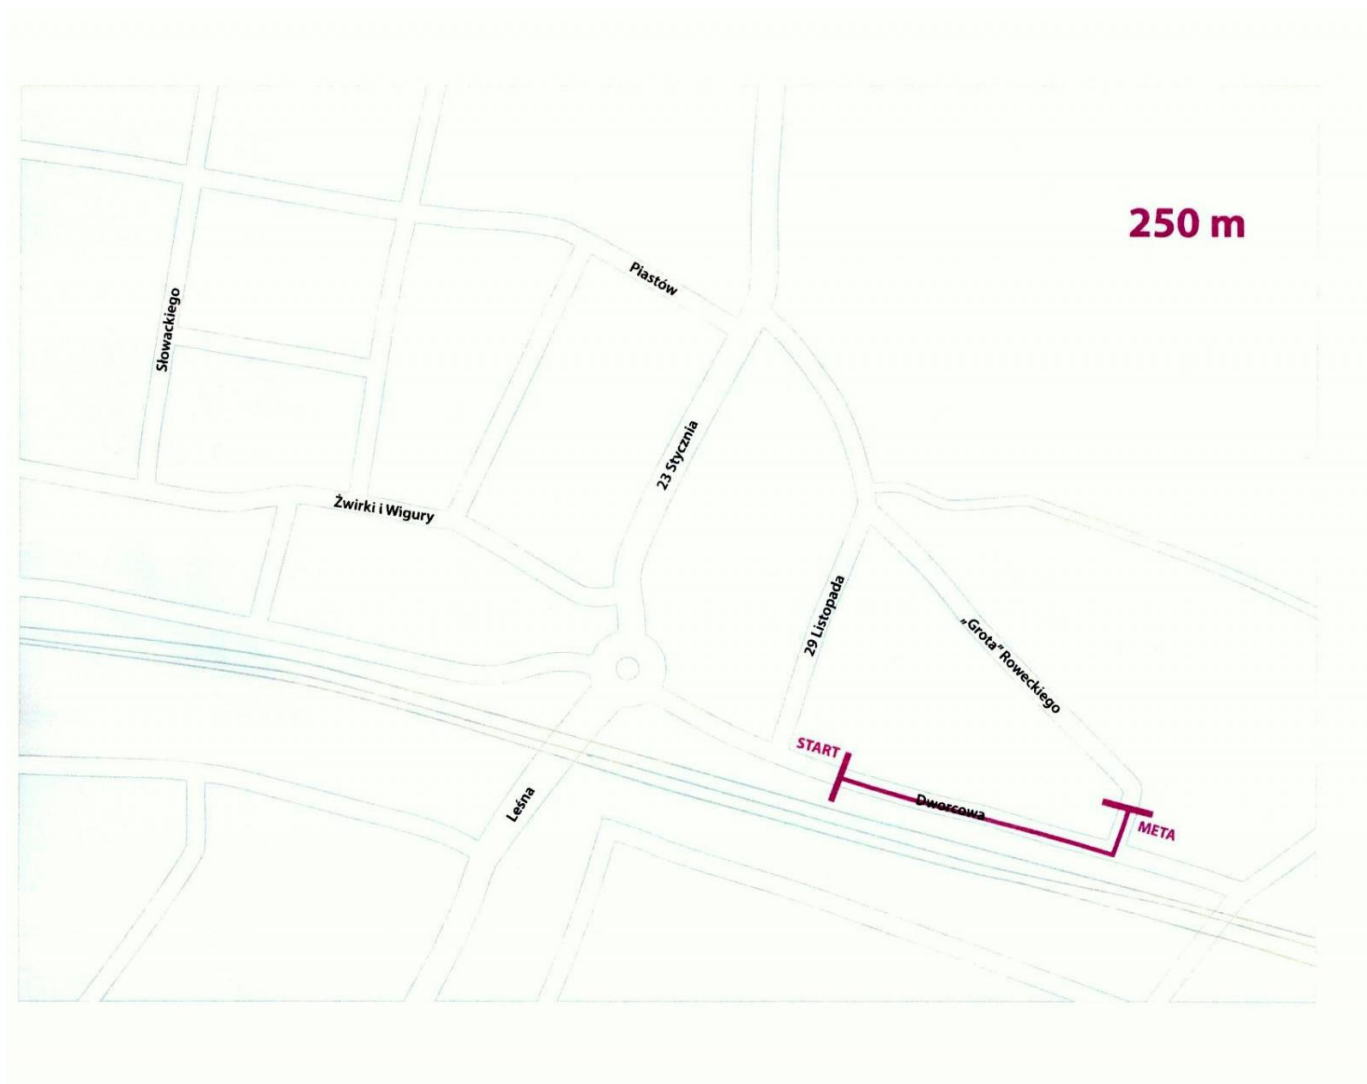 250 m
Piastów
Słowackiego
23 Stycznia
Żwirki i Wigury
29 Listopada
„Grota” Roweckiego
START
Dworcowa
Leśna
META